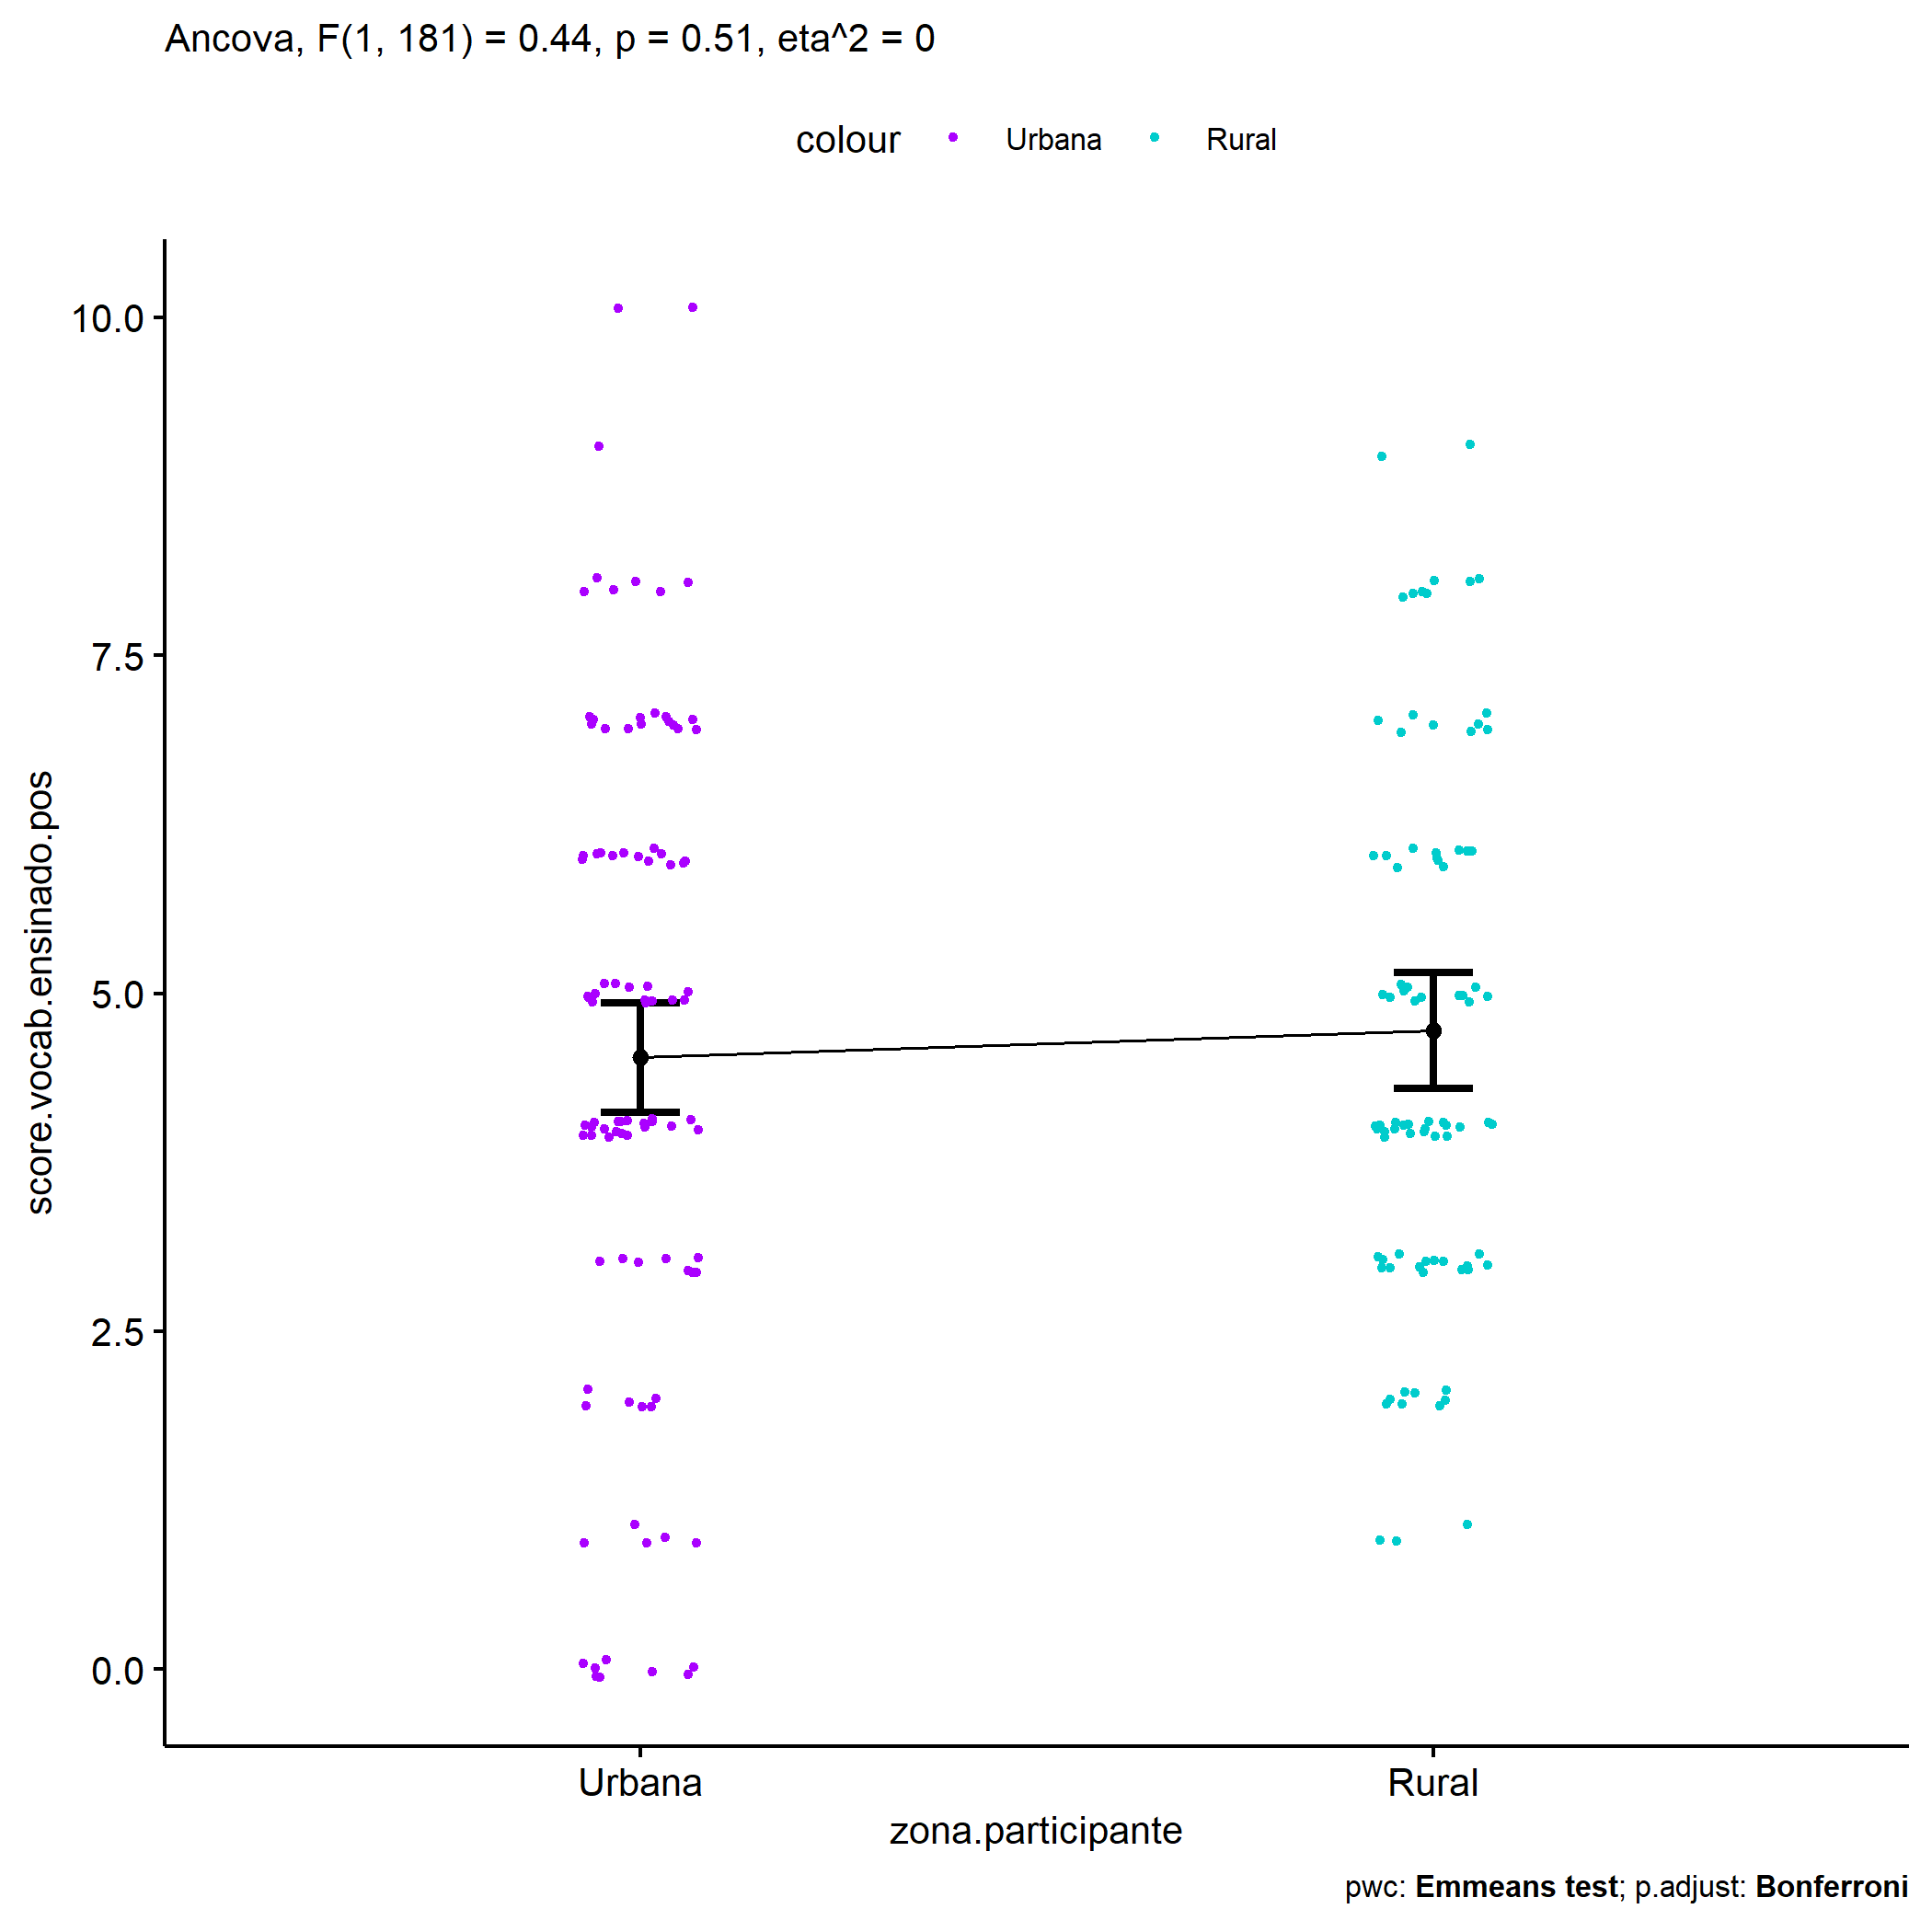 Ancova, F(1, 181) = 0.44, p = 0.51, eta^2 = 0
colour Urbana Rural
10.0
7.5
5.0
2.5
0.0
score.vocab.ensinado.pos
Urbana Rural
zona.participante
pwc: Emmeans test; p.adjust: Bonferroni